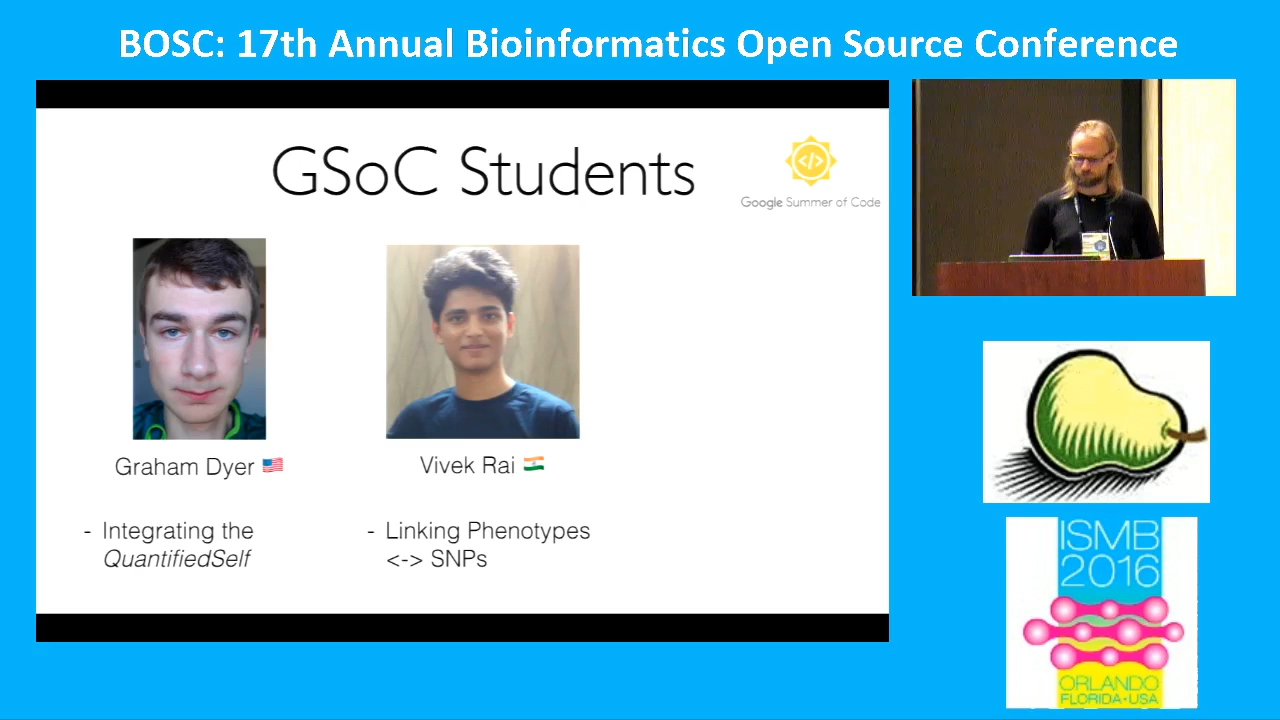 BOSC: 17th Annual Bioinformatics Open Source Conference
GSoC Students
Google Summer of Code
Graham Dyer
Vivek Rai
- Integrating the
QuantifiedSelf
- Linking Phenotypes
<-> SNPs
ISMB
2016
ORLANDO
FLORIDA•USA